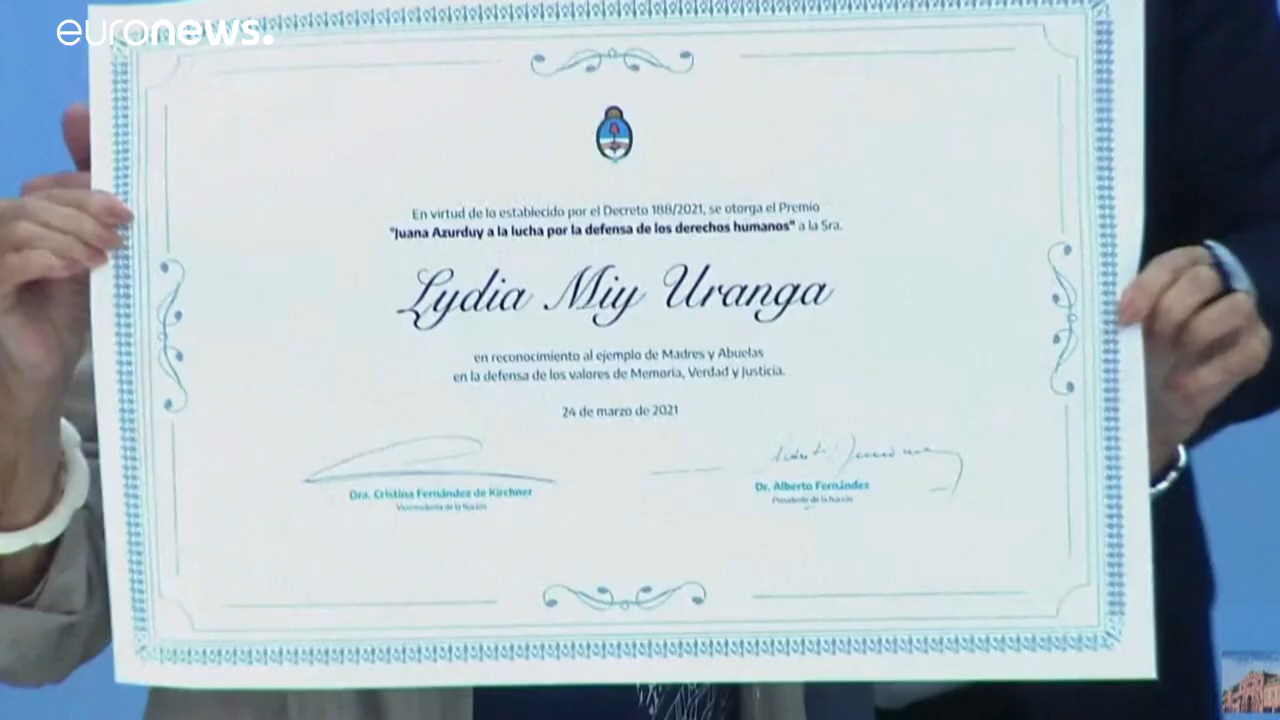 euronews.
En virtud de lo establecido por el Decreto 188/2021, se otorga el Premio
"Juana Azurduy a la lucha por la defensa de los derechos humanos" a la Sra.
Lydia Miy Uranga
en reconocimiento al ejemplo de Madres y Abuelas
en la defensa de los valores de Memoria, Verdad y Justicia.
24 de marzo de 2021
Dra. Cristina Fernández de Kirchner
Vicepresidenta de la Nación
Dr. Alberto Fernández
Presidente de la Nación